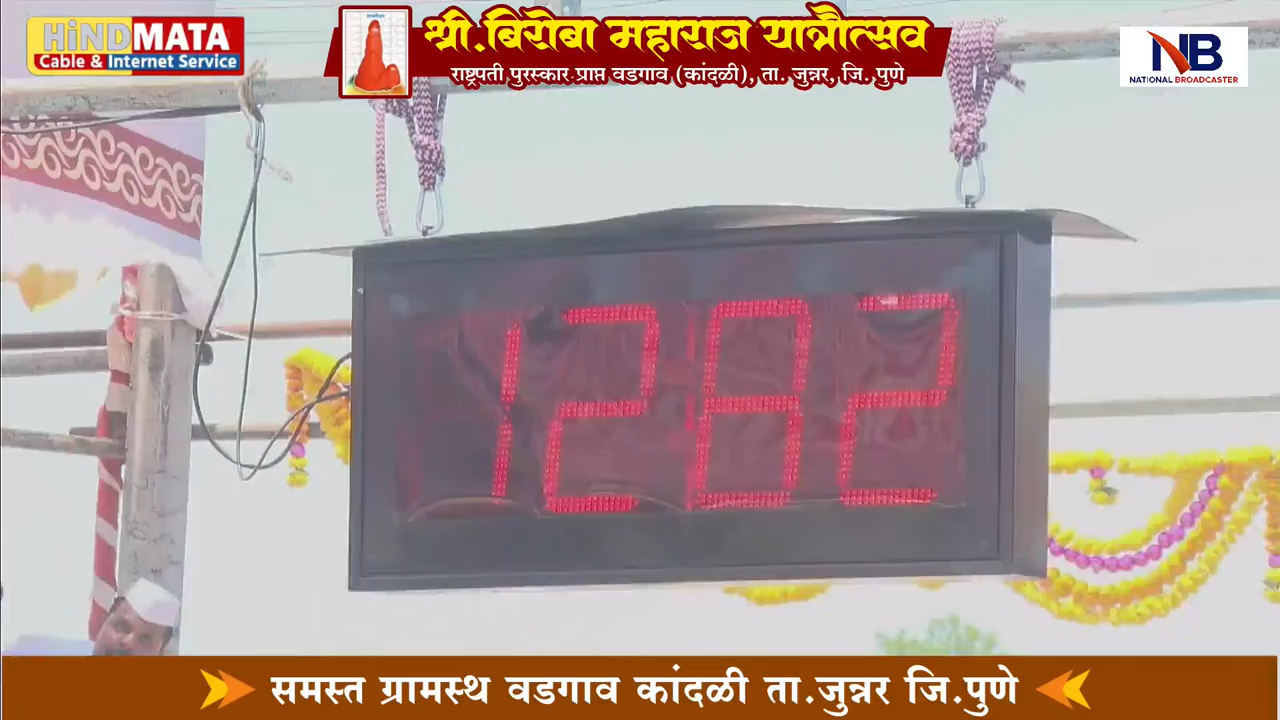 HiNDMATA
Cable & Internet Service
श्री.बिरोबा महाराज यात्रौत्सव
राष्ट्रपती पुरस्कार प्राप्त वडगाव (कांदळी), ता. जुन्नर, जि. पुणे
NB
NATIONAL BROADCASTER
1282
समस्त ग्रामस्थ वडगाव कांदळी ता.जुन्नर जि.पुणे